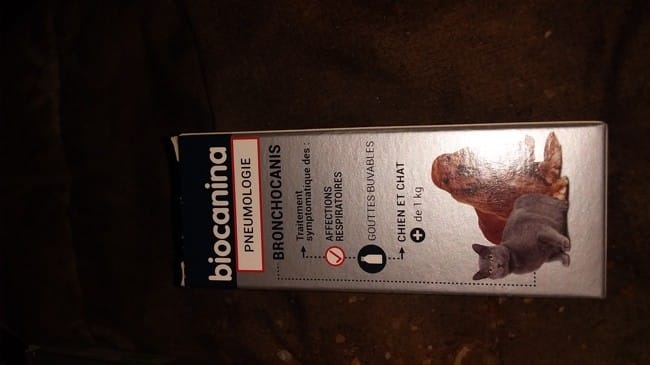 biocanina
PNEUMOLOGIE
BRONCHOCANIS
Traitement
symptomatique des :
AFFECTIONS
RESPIRATOIRES
GOUTTES BUVABLES
CHIEN ET CHAT
+ de 1 kg